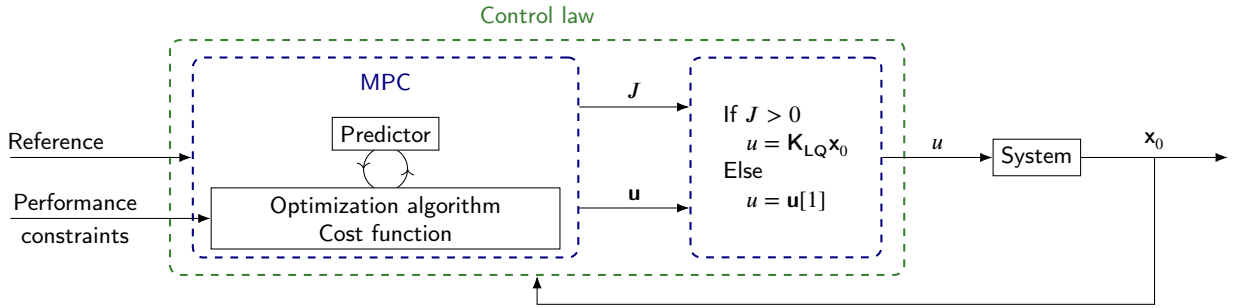 Control law
MPC
Predictor
Optimization algorithm
Cost function
Reference
Performance
constraints
J
u
If J > 0
u = K_LQ x_0
Else
u = u[1]
u
System
x_0